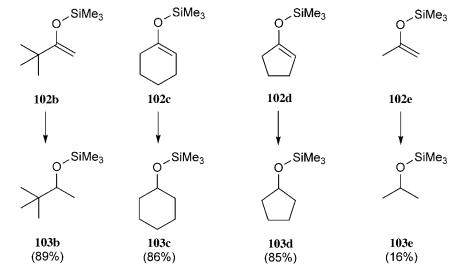 SiMe3 SiMe3 SiMe3 SiMe3
O O O O
102b 102c 102d 102e
SiMe3 SiMe3 SiMe3 SiMe3
O O O O
103b 103c 103d 103e
(89%) (86%) (85%) (16%)